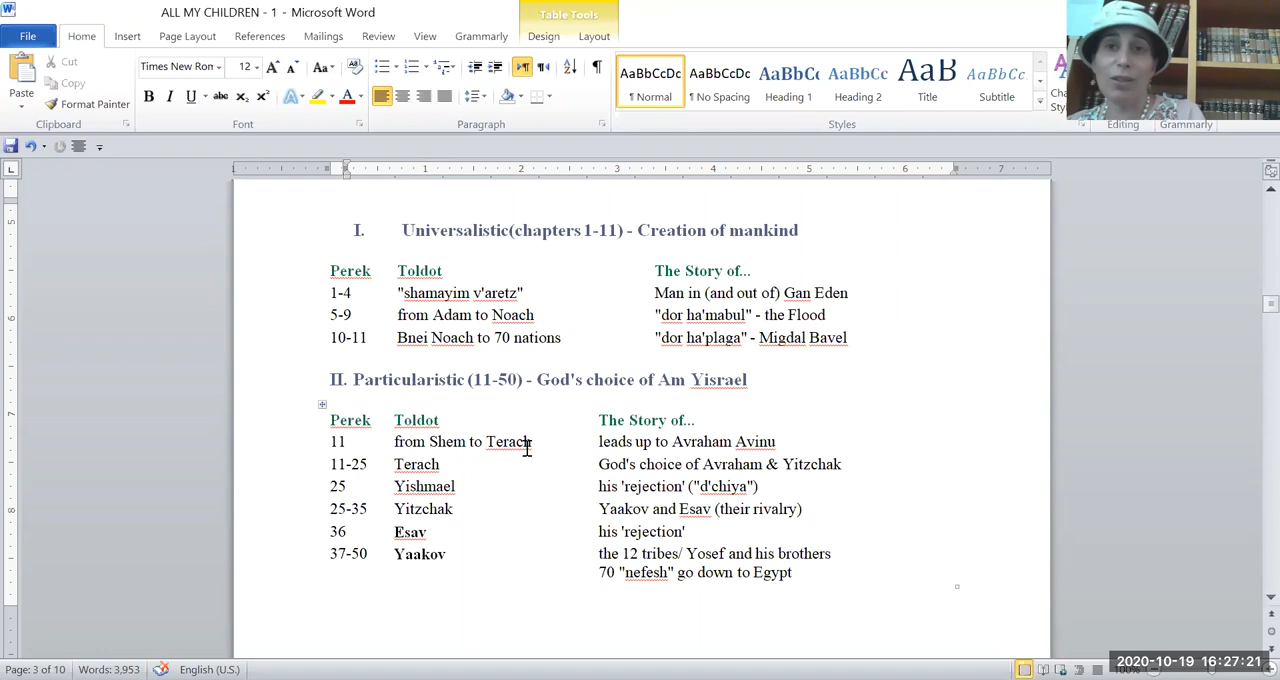 ALL MY CHILDREN - 1 - Microsoft Word
Table Tools
File Home Insert Page Layout References Mailings Review View Grammarly Design Layout
Paste
Cut
Copy
Format Painter
Clipboard
Times New Ron 12
B I U abc
Font
Paragraph
AaBbCcDc AaBbCcDc AaBbCc AaBbCc AaB AaBbCc.
¶ Normal ¶ No Spacing Heading 1 Heading 2 Title Subtitle
Styles
Editing Grammarly
I. Universalistic(chapters 1-11) - Creation of mankind
Perek Toldot The Story of...
1-4 "shamayim v'aretz" Man in (and out of) Gan Eden
5-9 from Adam to Noach "dor ha'mabul" - the Flood
10-11 Bnei Noach to 70 nations "dor ha'plaga" - Migdal Bavel
II. Particularistic (11-50) - God's choice of Am Yisrael
Perek Toldot The Story of...
11 from Shem to Terach leads up to Avraham Avinu
11-25 Terach God's choice of Avraham & Yitzchak
25 Yishmael his 'rejection' ("d'chiya")
25-35 Yitzchak Yaakov and Esav (their rivalry)
36 Esav his 'rejection'
37-50 Yaakov the 12 tribes/ Yosef and his brothers
70 "nefesh" go down to Egypt
Page: 3 of 10 Words: 3,953 English (U.S.)
2020-10-19 16:27:21